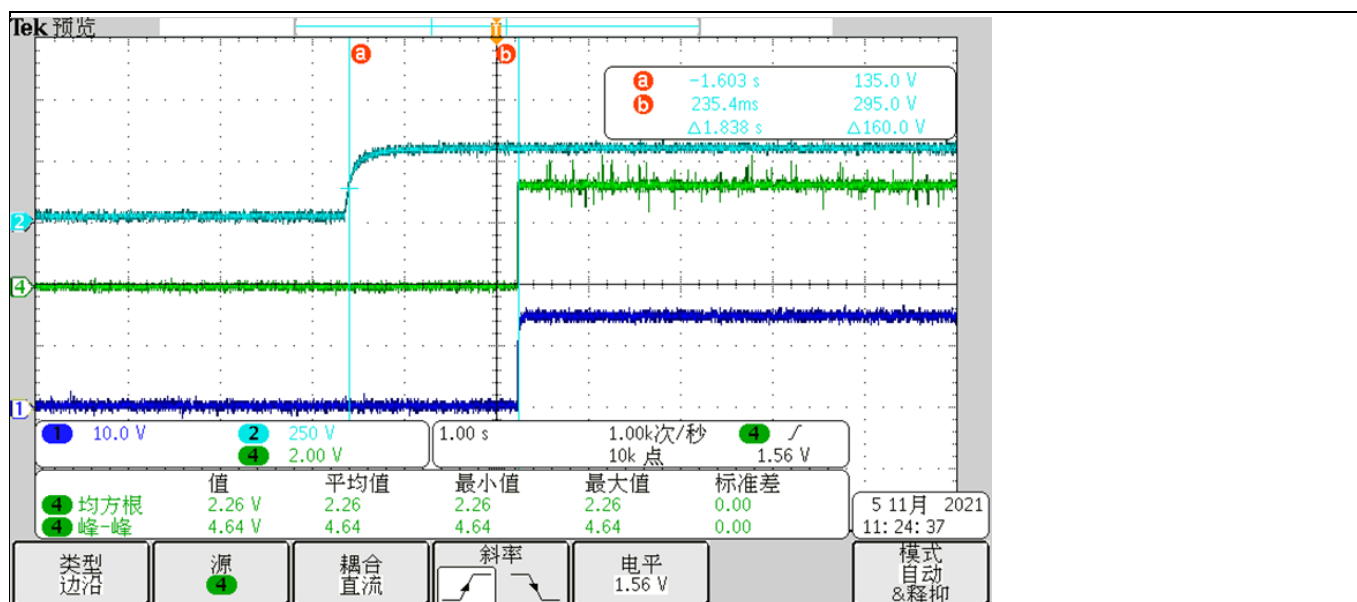 Tek 预览
T
a b
a -1.603 s 135.0 V
b 235.4ms 295.0 V
△1.838 s △160.0 V
2
4
1
1 10.0 V 2 250 V
4 2.00 V
1.00 s 1.00k次/秒 4
10k 点 1.56 V
值 平均值 最小值 最大值 标准差
4 均方根 2.26 V 2.26 2.26 2.26 0.00
4 峰-峰 4.64 V 4.64 4.64 4.64 0.00
5 11月 2021
11: 24: 37
类型
边沿
源
4
耦合
直流
斜率
电平
1.56 V
模式
自动
&释抑